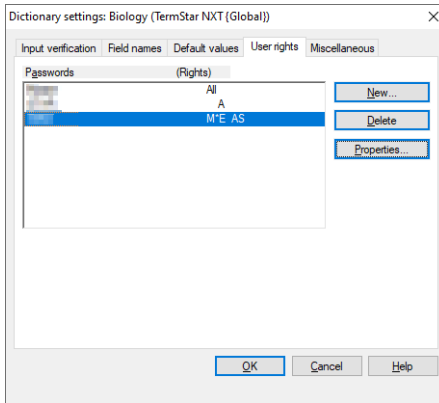 Dictionary settings: Biology (TermStar NXT {Global})
Input verification Field names Default values User rights Miscellaneous
Passwords (Rights)
All
A
M*E AS
New...
Delete
Properties...
OK Cancel Help